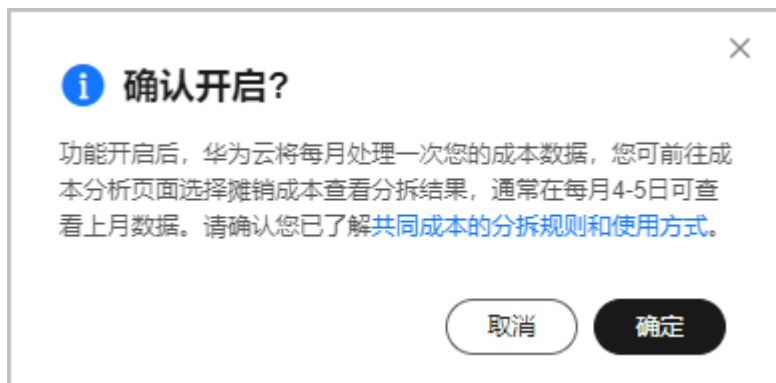 确认开启?
功能开启后，华为云将每月处理一次您的成本数据，您可前往成
本分析页面选择摊销成本查看分拆结果，通常在每月4-5日可查
看上月数据。请确认您已了解共同成本的分拆规则和使用方式。
取消
确定